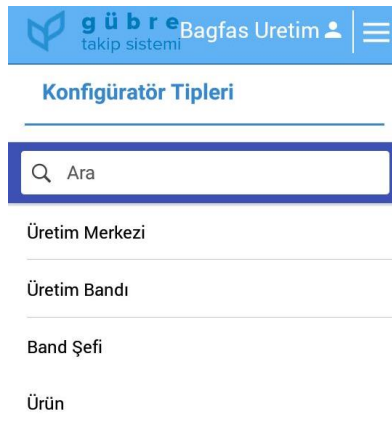 gübre
takip sistemi
Bagfas Uretim
Konfigüratör Tipleri
Ara
Üretim Merkezi
Üretim Bandı
Band Şefi
Ürün